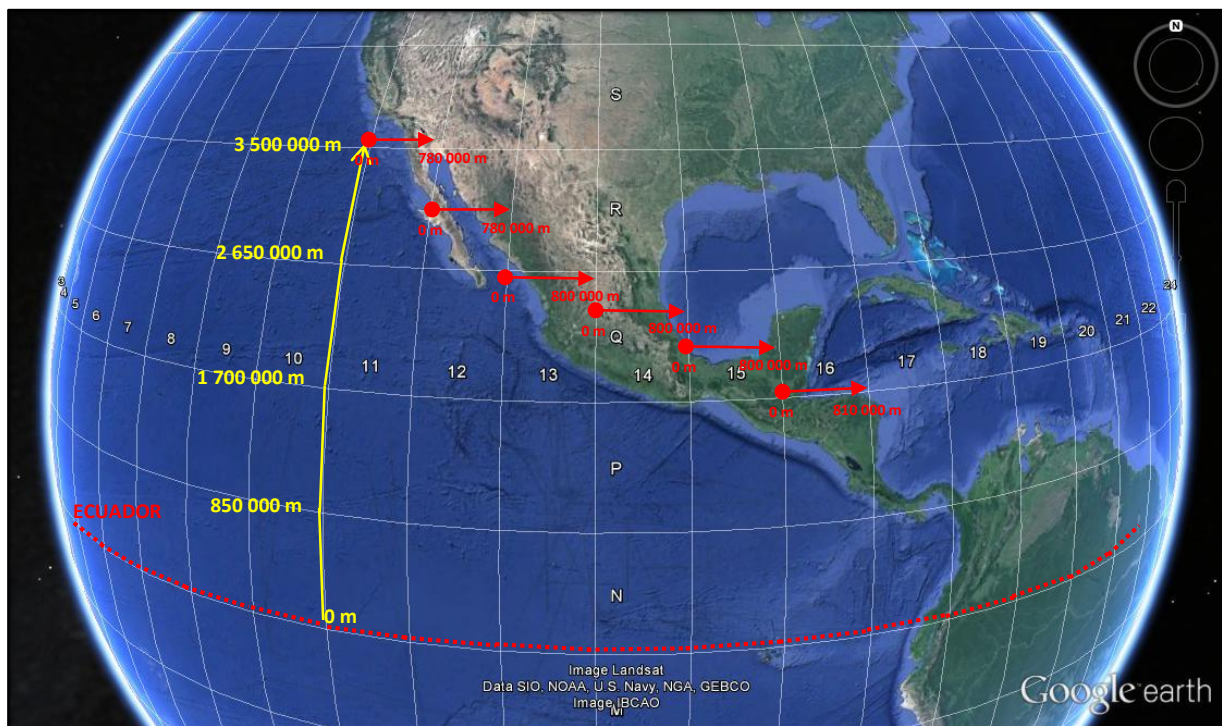 N
S
3 500 000 m
0 m
780 000 m
R
0 m
780 000 m
2 650 000 m
0 m
800 000 m
0 m
800 000 m
Q
0 m
800 000 m
0 m
810 000 m
3
4
5
6
7
8
9
10
11
12
13
14
15
16
17
18
19
20
21
22
24
1 700 000 m
P
850 000 m
ECUADOR
N
0 m
Image Landsat
Data SIO, NOAA, U.S. Navy, NGA, GEBCO
Image IBCAO
M
Google earth